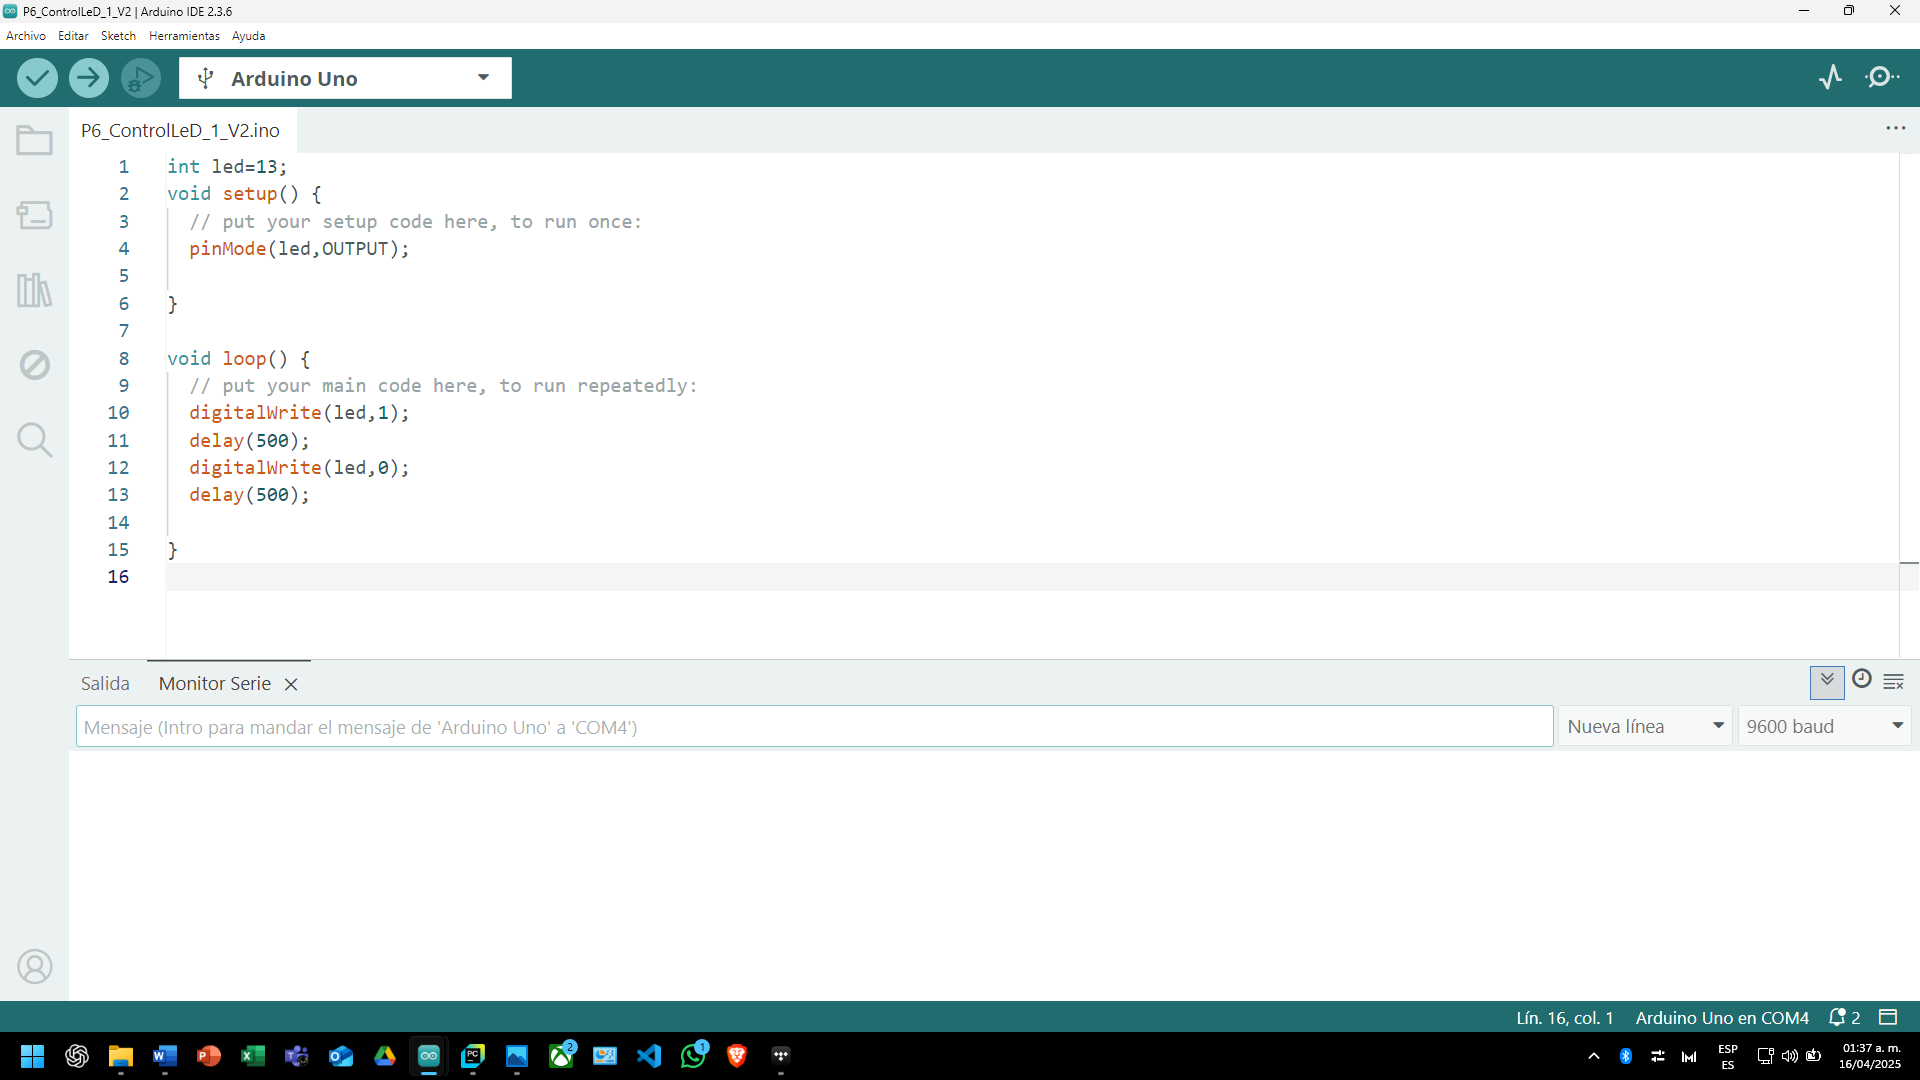 P6_ControlLeD_1_V2 | Arduino IDE 2.3.6
Archivo Editar Sketch Herramientas Ayuda
Arduino Uno
P6_ControlLeD_1_V2.ino
1 int led=13;
2 void setup() {
3 // put your setup code here, to run once:
4 pinMode(led,OUTPUT);
5
6 }
7
8 void loop() {
9 // put your main code here, to run repeatedly:
10 digitalWrite(led,1);
11 delay(500);
12 digitalWrite(led,0);
13 delay(500);
14
15 }
16
Salida Monitor Serie
Mensaje (Intro para mandar el mensaje de 'Arduino Uno' a 'COM4') Nueva línea 9600 baud
Lín. 16, col. 1 Arduino Uno en COM4 2
2 1
ESP 01:37 a. m.
ES 16/04/2025